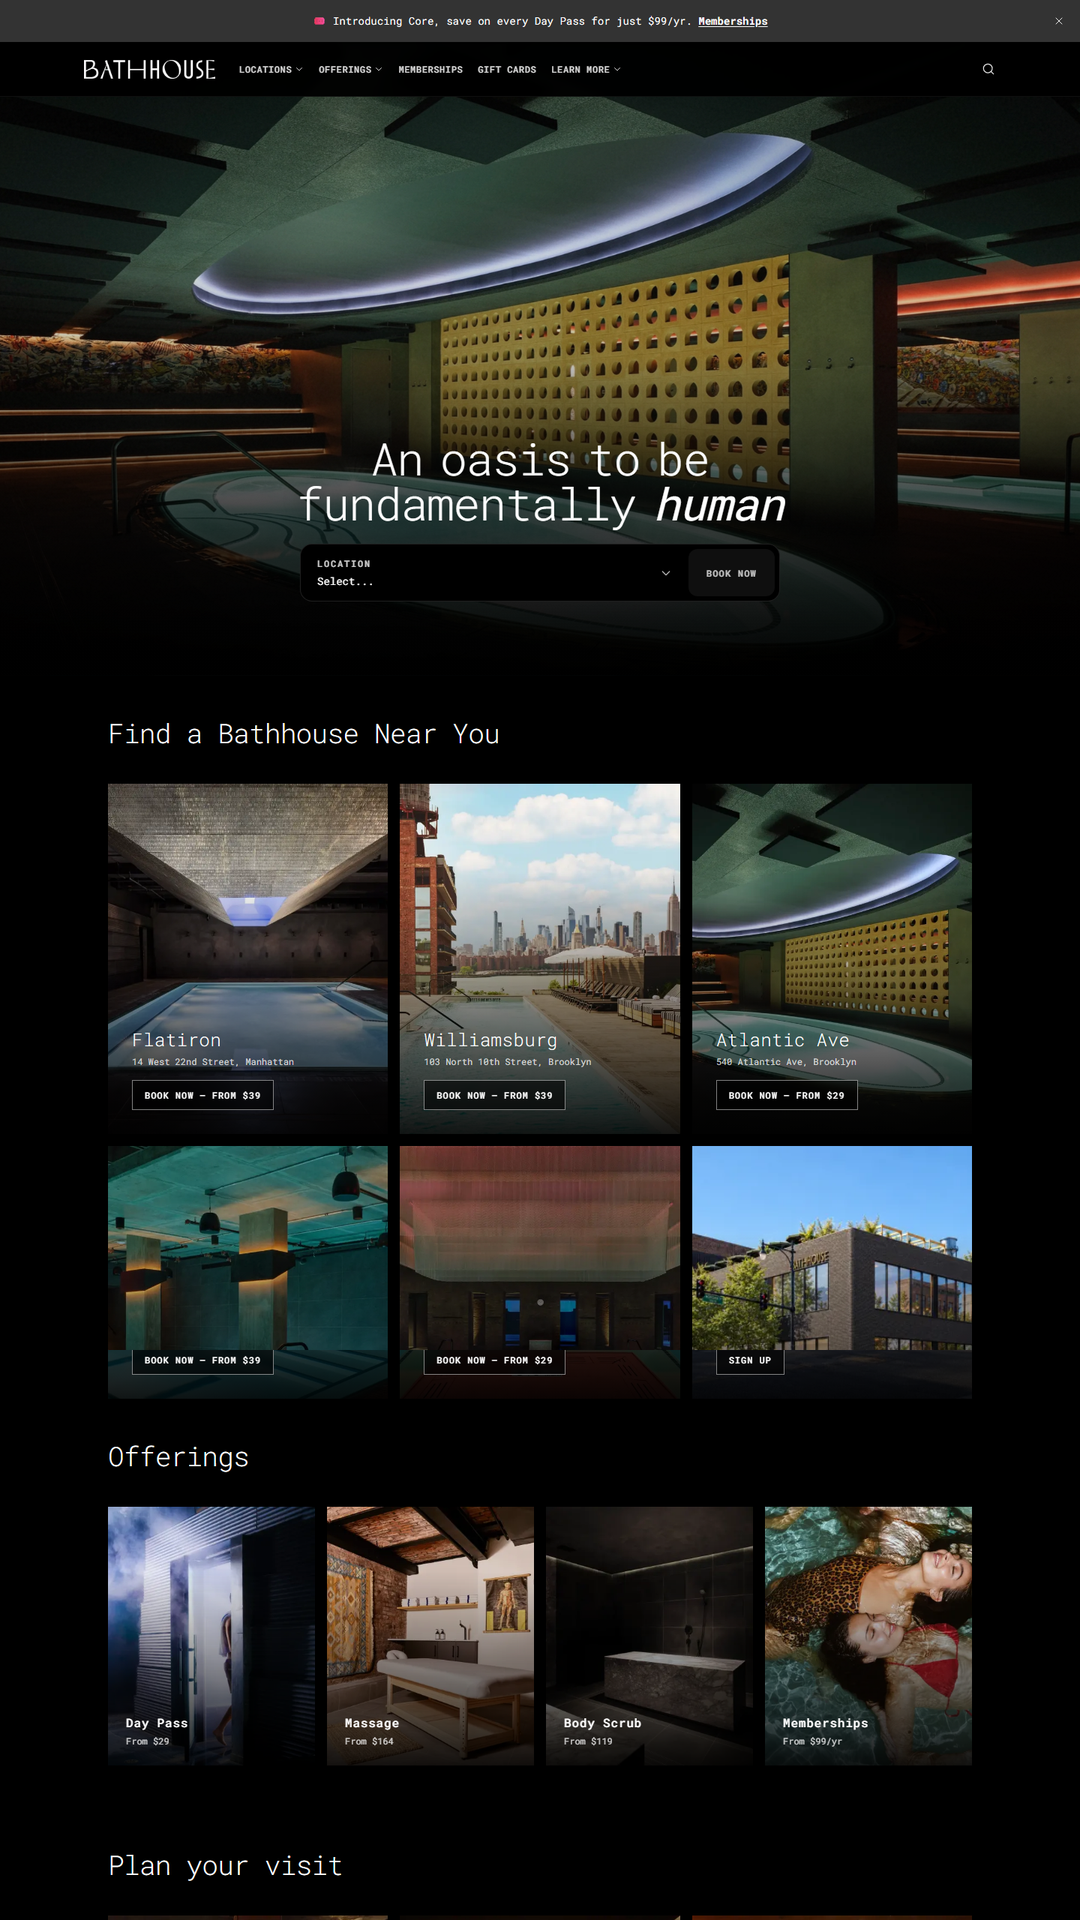 Introducing Core, save on every Day Pass for just $99/yr. Memberships
BATHHOUSE
LOCATIONS
OFFERINGS
MEMBERSHIPS
GIFT CARDS
LEARN MORE
An oasis to be
fundamentally human
LOCATION
Select...
BOOK NOW
Find a Bathhouse Near You
Flatiron
14 West 22nd Street, Manhattan
BOOK NOW — FROM $39
Williamsburg
103 North 10th Street, Brooklyn
BOOK NOW — FROM $39
Atlantic Ave
540 Atlantic Ave, Brooklyn
BOOK NOW — FROM $29
BOOK NOW — FROM $39
BOOK NOW — FROM $29
SIGN UP
Offerings
Day Pass
From $29
Massage
From $164
Body Scrub
From $119
Memberships
From $99/yr
Plan your visit